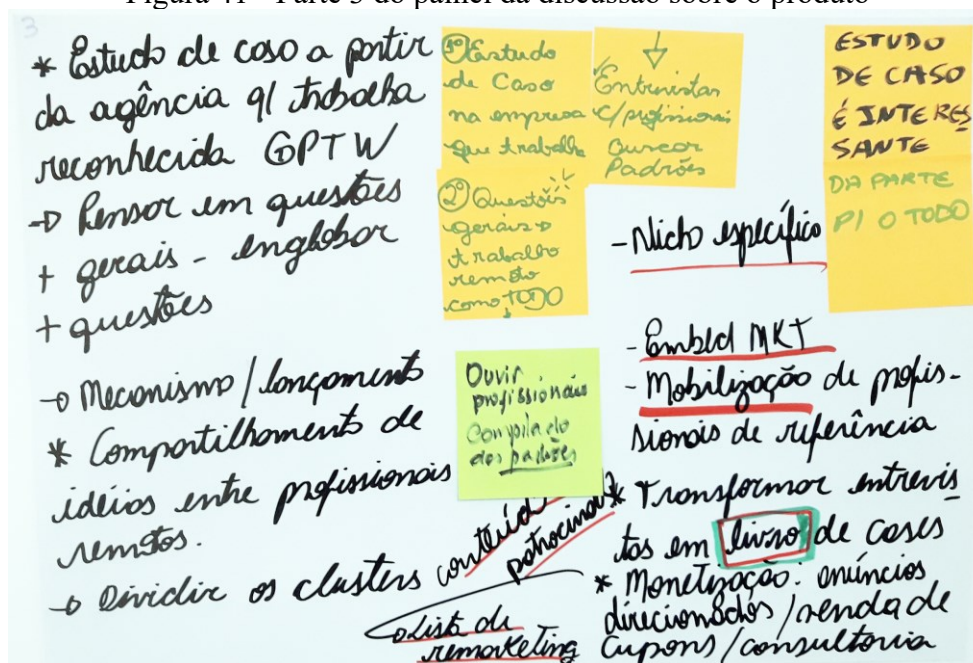 Figura 41 - Parte 3 do painel da discussão sobre o produto
3
* Estudo de caso a partir
da agência q/ trabalha
reconhecida GPTW
→ Pensar em questões
+ gerais - englobar
+ questões
→ Mecanismo / lançamento
* Compartilhamento de
idéias entre profissionais
remotos.
→ Dividir os clusters
conteúdo
patrocinado
→ Lista de
remarketing
1º Estudo
de Caso
na empresa
que trabalha
2º Questões
gerais →
trabalho
remoto
como TODO
Entrevistas
c/ profissionais
buscar
Padrões
ESTUDO
DE CASO
É INTERES
SANTE
DA PARTE
P/ O TODO
Ouvir
profissionais
Compilado
dos padrões
- Nicho específico
- Embed MKT
- Mobilização de profis-
sionais de referência
* Transformar entrevis
tas em livro de cases
* Monetização: anúncios
direcionados / venda de
cupons / consultoria